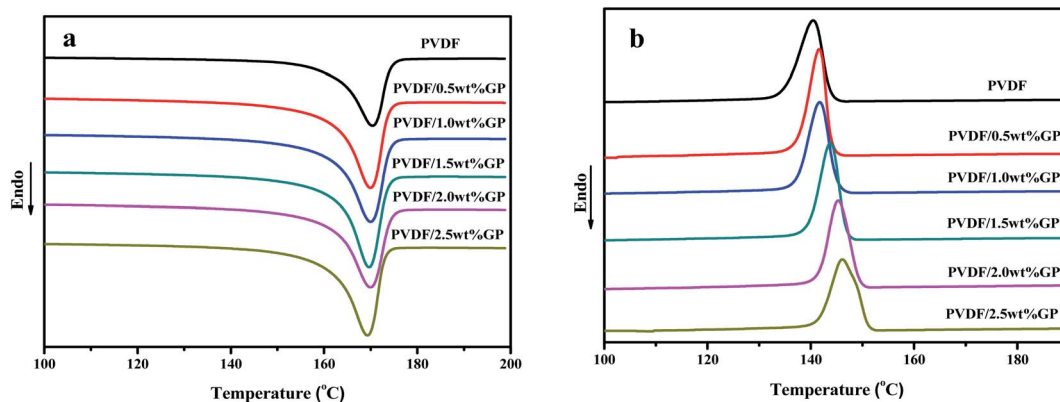 a
PVDF
PVDF/0.5wt%GP
PVDF/1.0wt%GP
PVDF/1.5wt%GP
PVDF/2.0wt%GP
PVDF/2.5wt%GP
Endo
100 120 140 160 180 200
Temperature (°C)
b
PVDF
PVDF/0.5wt%GP
PVDF/1.0wt%GP
PVDF/1.5wt%GP
PVDF/2.0wt%GP
PVDF/2.5wt%GP
Endo
100 120 140 160 180
Temperature (°C)